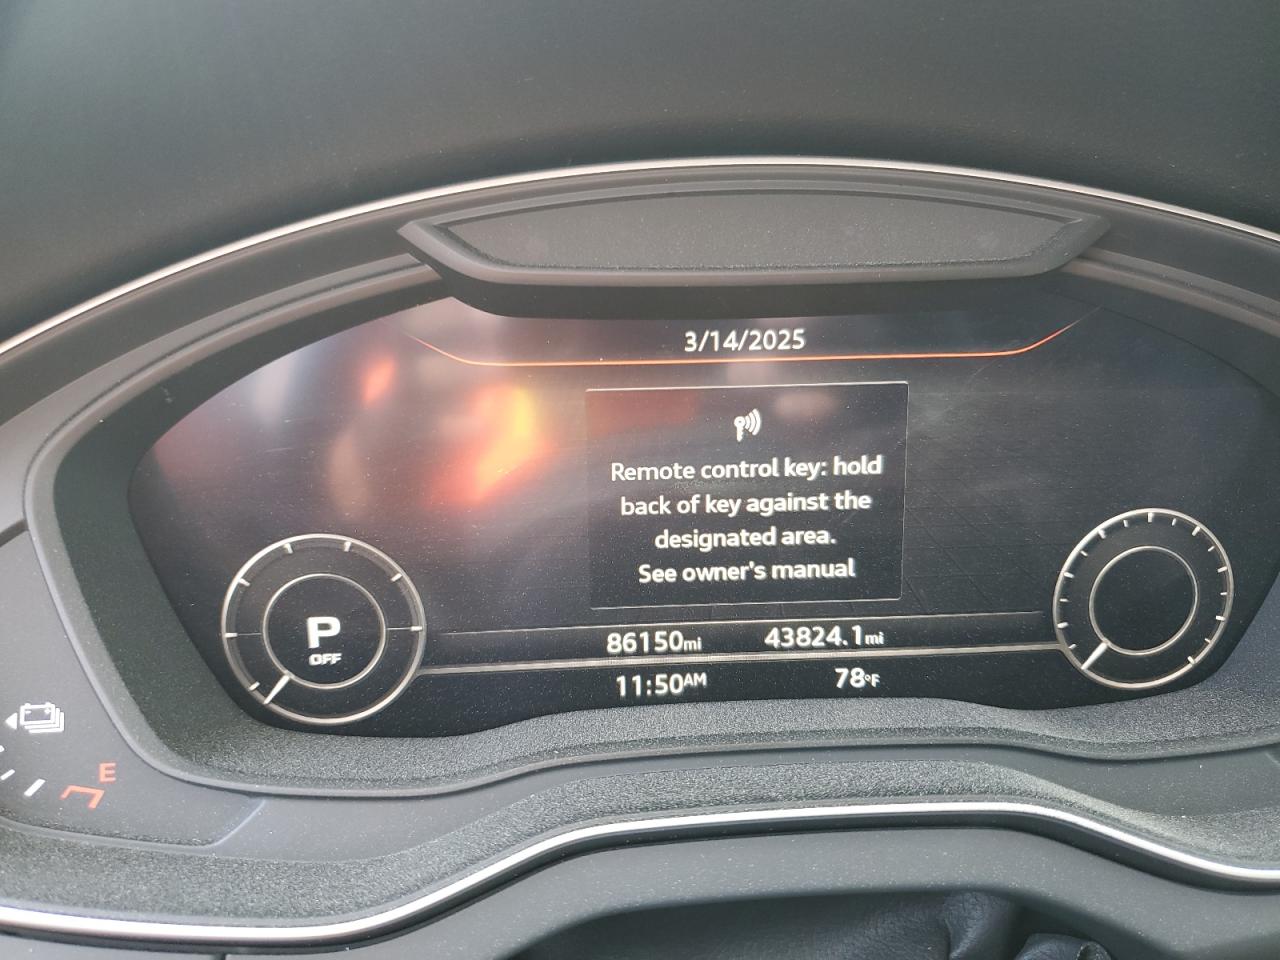 3/14/2025
Remote control key: hold
back of key against the
designated area.
See owner's manual
P
OFF
86150mi 43824.1mi
11:50AM 78°F
E